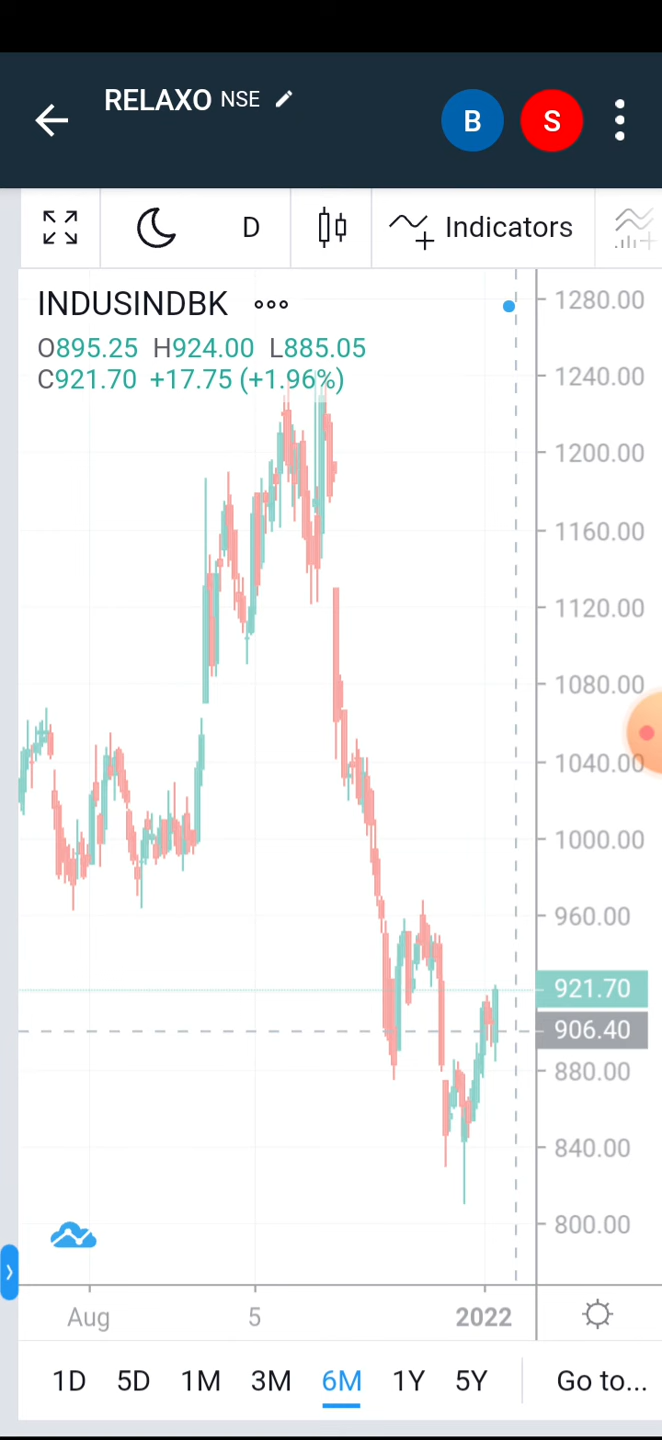 RELAXO NSE
B
S
D
Indicators
INDUSINDBK
O895.25 H924.00 L885.05
C921.70 +17.75 (+1.96%)
1280.00
1240.00
1200.00
1160.00
1120.00
1080.00
1040.00
1000.00
960.00
921.70
906.40
880.00
840.00
800.00
Aug 5 2022
1D 5D 1M 3M 6M 1Y 5Y Go to...